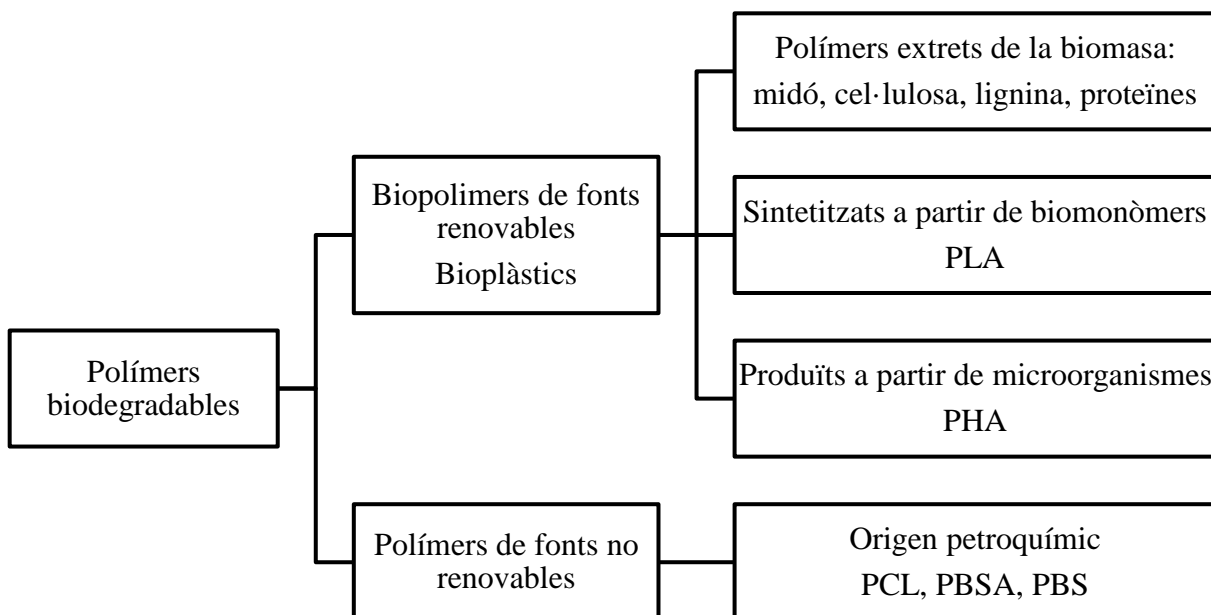 Polímers extrets de la biomasa:
midó, cel·lulosa, lignina, proteïnes
Biopolimers de fonts
renovables
Bioplàstics
Sintetitzats a partir de biomonòmers
PLA
Polímers
biodegradables
Produïts a partir de microorganismes
PHA
Polímers de fonts no
renovables
Origen petroquímic
PCL, PBSA, PBS